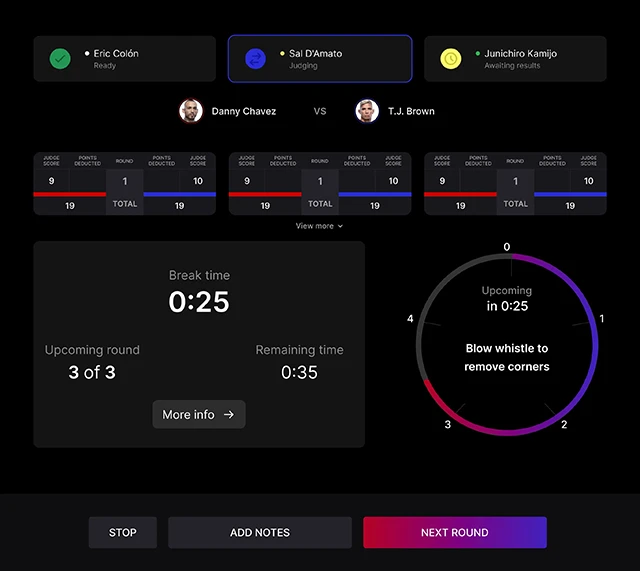 Eric Colón
Ready
Sal D'Amato
Judging
Junichiro Kamijo
Awaiting results
Danny Chavez VS T.J. Brown
JUDGE SCORE POINTS DEDUCTED ROUND POINTS DEDUCTED JUDGE SCORE
9 1 10
19 TOTAL 19
JUDGE SCORE POINTS DEDUCTED ROUND POINTS DEDUCTED JUDGE SCORE
9 1 10
19 TOTAL 19
JUDGE SCORE POINTS DEDUCTED ROUND POINTS DEDUCTED JUDGE SCORE
9 1 10
19 TOTAL 19
View more
Break time
0:25
Upcoming round
3 of 3
Remaining time
0:35
More info →
0
1
2
3
4
Upcoming
in 0:25
Blow whistle to
remove corners
STOP
ADD NOTES
NEXT ROUND